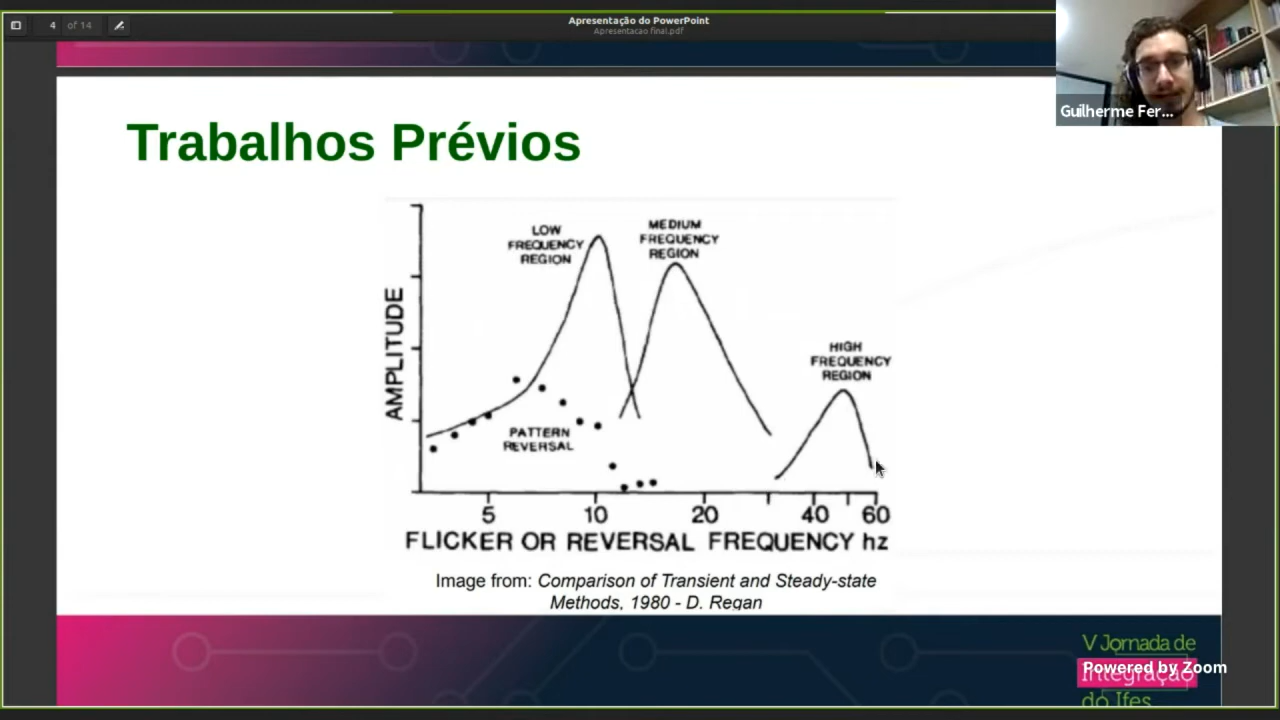 4 of 14
Apresentação do PowerPoint
Apresentacao final.pdf
Guilherme Fer...
Trabalhos Prévios
AMPLITUDE
LOW
FREQUENCY
REGION
MEDIUM
FREQUENCY
REGION
HIGH
FREQUENCY
REGION
PATTERN
REVERSAL
5 10 20 40 60
FLICKER OR REVERSAL FREQUENCY hz
Image from: Comparison of Transient and Steady-state
Methods, 1980 - D. Regan
V Jornada de
Integração
do Ifes
Powered by Zoom